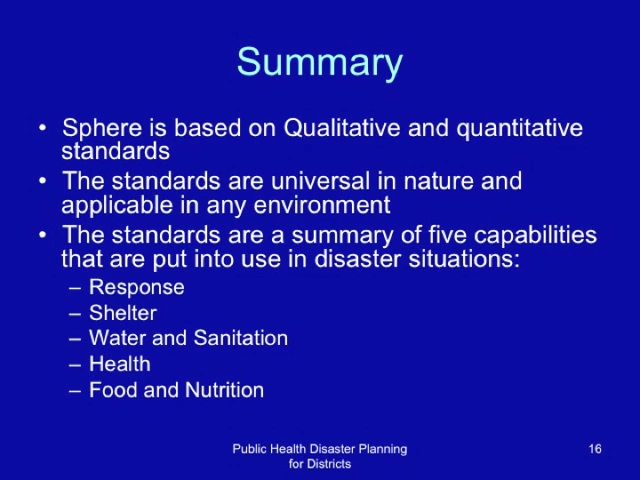 Summary
• Sphere is based on Qualitative and quantitative
standards
• The standards are universal in nature and
applicable in any environment
• The standards are a summary of five capabilities
that are put into use in disaster situations:
– Response
– Shelter
– Water and Sanitation
– Health
– Food and Nutrition
Public Health Disaster Planning
for Districts
16